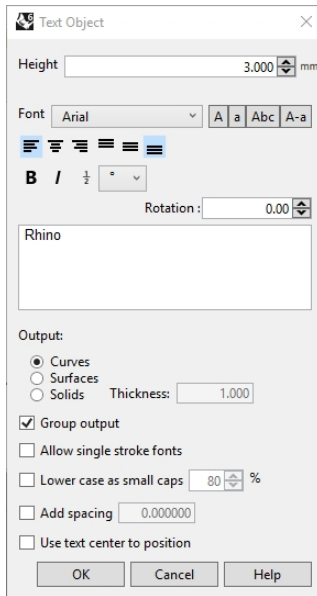 Text Object
Height 3.000 mm
Font Arial A a Abc A-a
B I ½ °
Rotation : 0.00
Rhino
Output:
Curves
Surfaces
Solids Thickness: 1.000
Group output
Allow single stroke fonts
Lower case as small caps 80 %
Add spacing 0.000000
Use text center to position
OK Cancel Help